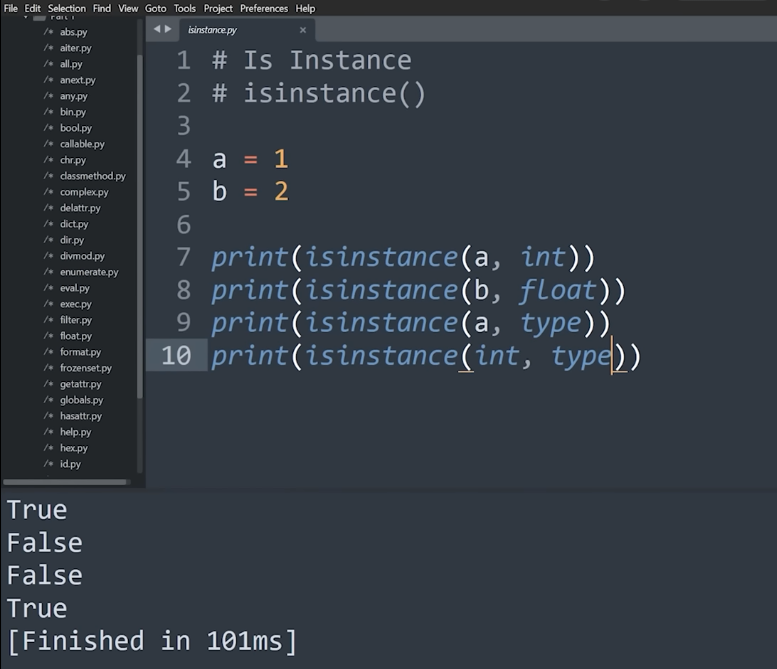 File Edit Selection Find View Goto Tools Project Preferences Help
Part 1
/* abs.py
/* aiter.py
/* all.py
/* anext.py
/* any.py
/* bin.py
/* bool.py
/* callable.py
/* chr.py
/* classmethod.py
/* complex.py
/* delattr.py
/* dict.py
/* dir.py
/* divmod.py
/* enumerate.py
/* eval.py
/* exec.py
/* filter.py
/* float.py
/* format.py
/* frozenset.py
/* getattr.py
/* globals.py
/* hasattr.py
/* help.py
/* hex.py
/* id.py
isinstance.py ×
1 # Is Instance
2 # isinstance()
3
4 a = 1
5 b = 2
6
7 print(isinstance(a, int))
8 print(isinstance(b, float))
9 print(isinstance(a, type))
10 print(isinstance(int, type))
True
False
False
True
[Finished in 101ms]